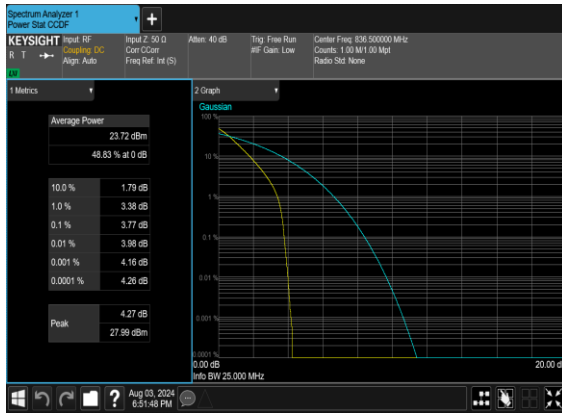 Spectrum Analyzer 1
Power Stat CCDF
+
KEYSIGHT
R T
LXI
Input: RF
Coupling: DC
Align: Auto
Input Z: 50 Ω
Corr CCorr
Freq Ref: Int (S)
Atten: 40 dB
Trig: Free Run
#IF Gain: Low
Center Freq: 836.500000 MHz
Counts: 1.00 M/1.00 Mpt
Radio Std: None
1 Metrics
Average Power
23.72 dBm
48.83 % at 0 dB
10.0 % 1.79 dB
1.0 % 3.38 dB
0.1 % 3.77 dB
0.01 % 3.98 dB
0.001 % 4.16 dB
0.0001 % 4.26 dB
Peak
4.27 dB
27.99 dBm
2 Graph
Gaussian
100 %
10 %
1 %
0.1 %
0.01 %
0.001 %
0.0001 %
0.00 dB
20.00 d
Info BW 25.000 MHz
?
Aug 03, 2024
6:51:48 PM